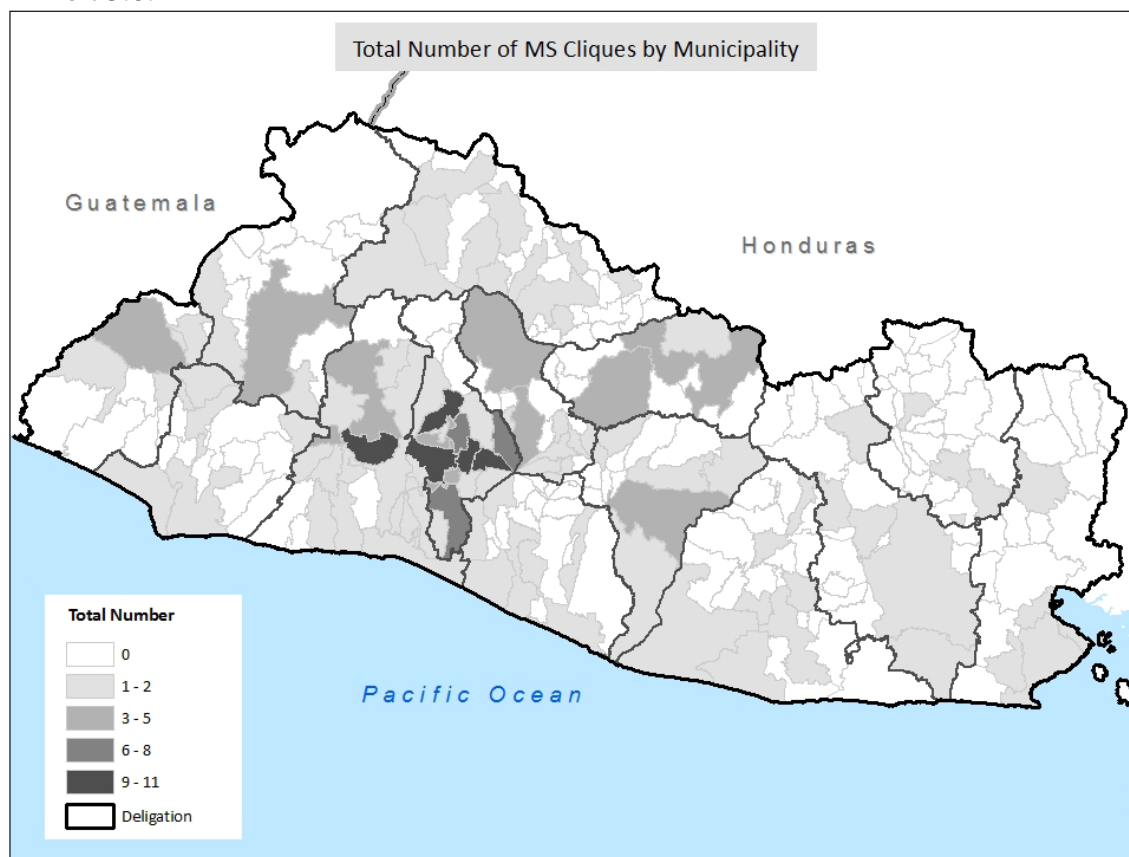 Total Number of MS Cliques by Municipality
Guatemala
Honduras
Pacific Ocean
Total Number
0
1 - 2
3 - 5
6 - 8
9 - 11
Deligation